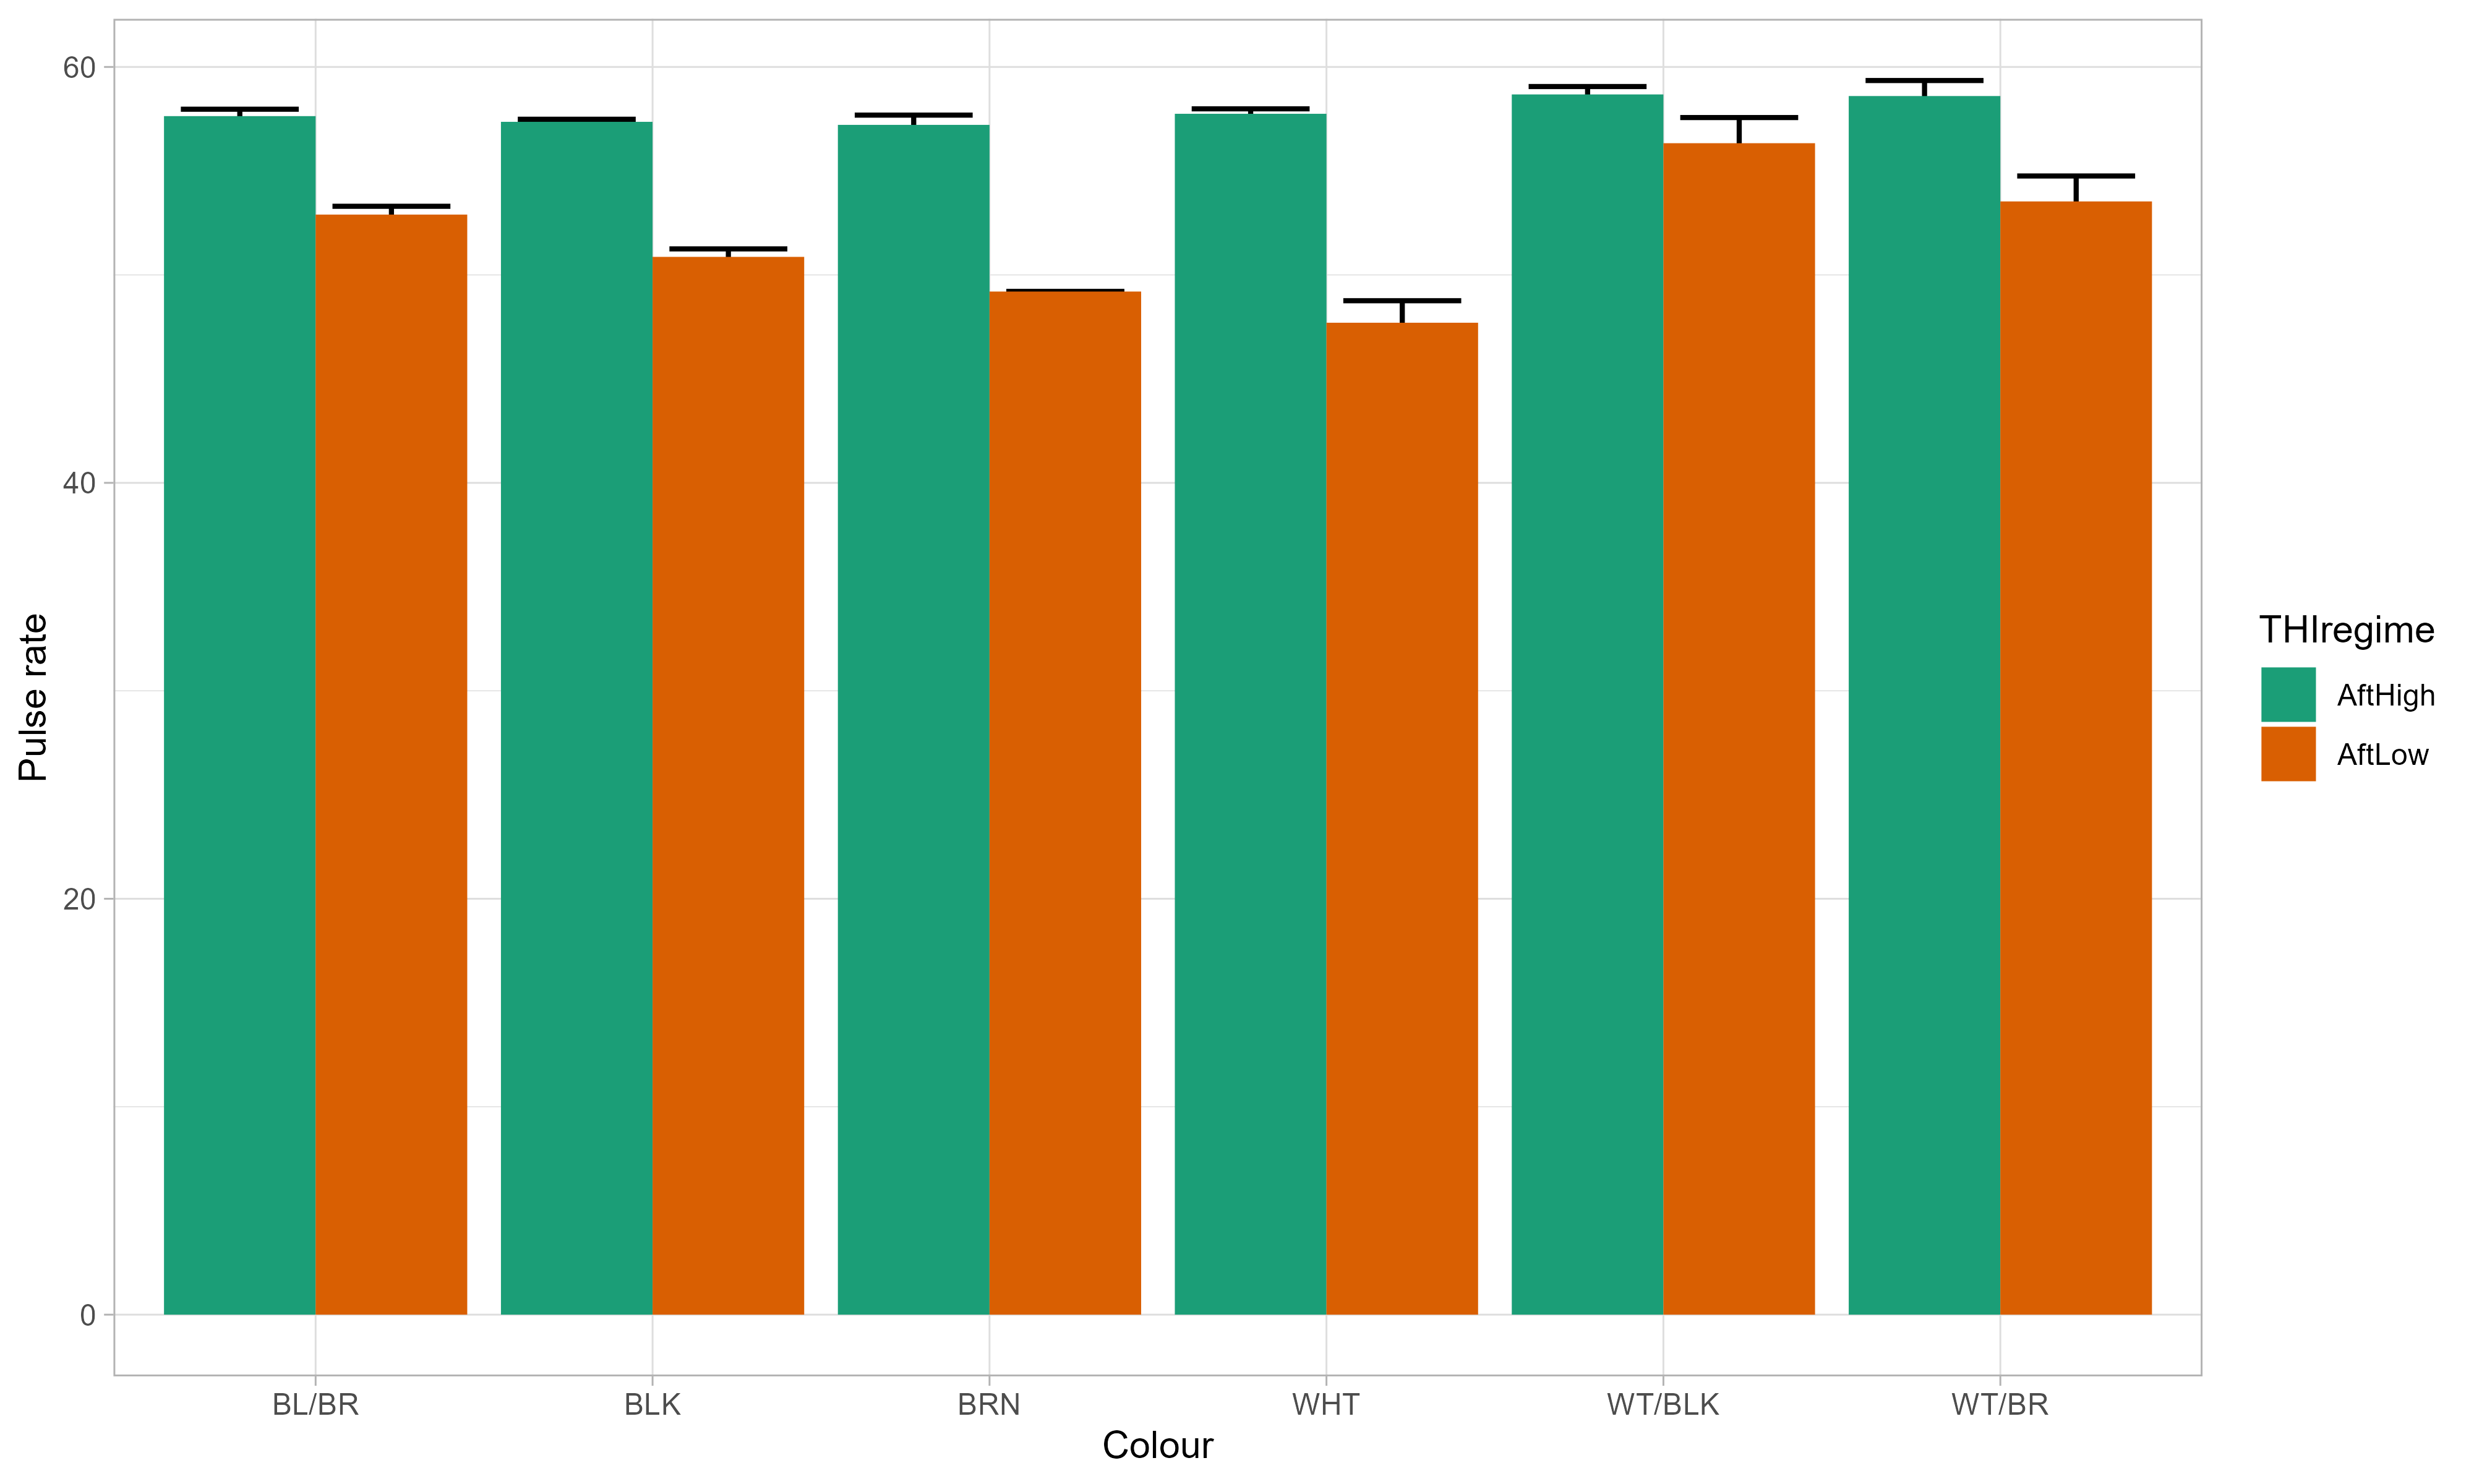 60
40
20
0
Pulse rate
BL/BR
BLK
BRN
WHT
WT/BLK
WT/BR
Colour
THIregime
AftHigh
AftLow